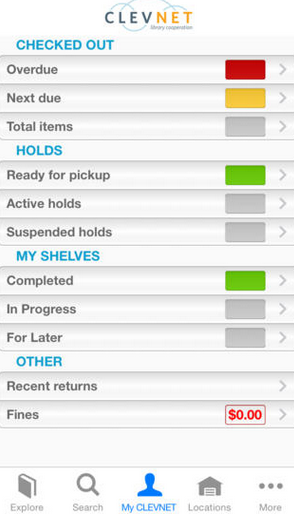 CLEVNET
library cooperation
CHECKED OUT
Overdue
Next due
Total items
HOLDS
Ready for pickup
Active holds
Suspended holds
MY SHELVES
Completed
In Progress
For Later
OTHER
Recent returns
Fines $0.00
Explore Search My CLEVNET Locations More